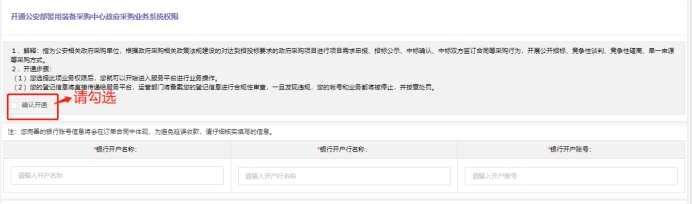 开通公安部警用装备采购中心政府采购业务系统权限
1、解释：指为公安相关政府采购单位，根据政府采购相关政策法规建设的对达到招投标要求的政府采购项目进行项目需求申报、招标公示、中标确认、中标双方签订合同等采购行为，开展公开招标、竞争性谈判、竞争性磋商、单一来源
等采购方式。
2、开通步骤：
（1）您选择此项业务权限后，您就可以开始进入服务平台进行业务操作。
（2）您的登记信息将直接传递给服务平台，运营部门将备案您的登记信息进行合规性审查，一旦发现违规，您的账号和业务都将被停止，并按章处罚。
确认开通 请勾选
注：您完善的银行账号信息将会在订单合同中体现，为避免延误收款，请仔细核实填写的信息。
*银行开户名称： *银行开户行名称： *银行开户账号：
请输入开户名称 请输入开户行名称 请输入开户账号